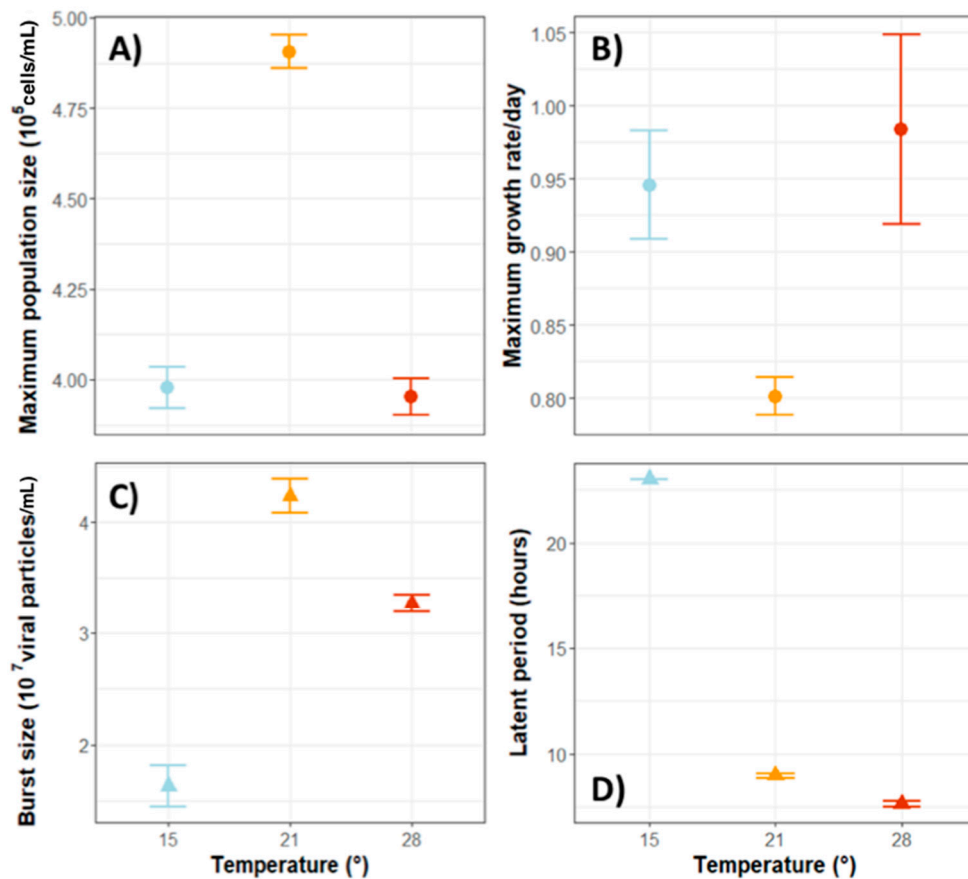 A)
Maximum population size (10⁵cells/mL)
5.00
4.75
4.50
4.25
4.00
B)
Maximum growth rate/day
1.05
1.00
0.95
0.90
0.85
0.80
C)
Burst size (10⁷viral particles/mL)
4
3
2
15
21
28
Temperature (°)
D)
Latent period (hours)
20
15
10
15
21
28
Temperature (°)